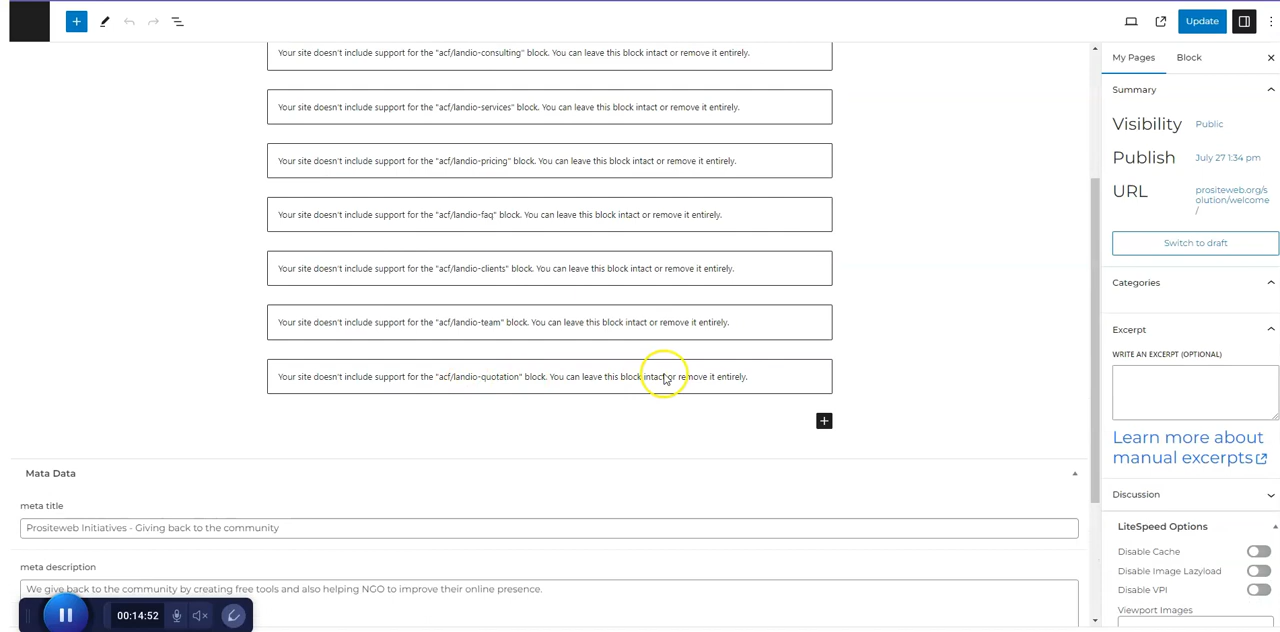 Update
My Pages
Block
Summary
Your site doesn't include support for the "acf/landio-consulting" block. You can leave this block intact or remove it entirely.
Your site doesn't include support for the "acf/landio-services" block. You can leave this block intact or remove it entirely.
Your site doesn't include support for the "acf/landio-pricing" block. You can leave this block intact or remove it entirely.
Your site doesn't include support for the "acf/landio-faq" block. You can leave this block intact or remove it entirely.
Your site doesn't include support for the "acf/landio-clients" block. You can leave this block intact or remove it entirely.
Your site doesn't include support for the "acf/landio-team" block. You can leave this block intact or remove it entirely.
Your site doesn't include support for the "acf/landio-quotation" block. You can leave this block intact or remove it entirely.
Mata Data
meta title
Prositeweb Initiatives - Giving back to the community
meta description
We give back to the community by creating free tools and also helping NGO to improve their online presence.
00:14:52
Visibility Public
Publish July 27 1:34 pm
URL prositeweb.org/s
olution/welcome
/
Switch to draft
Categories
Excerpt
WRITE AN EXCERPT (OPTIONAL)
Learn more about
manual excerpts
Discussion
LiteSpeed Options
Disable Cache
Disable Image Lazyload
Disable VPI
Viewport Images